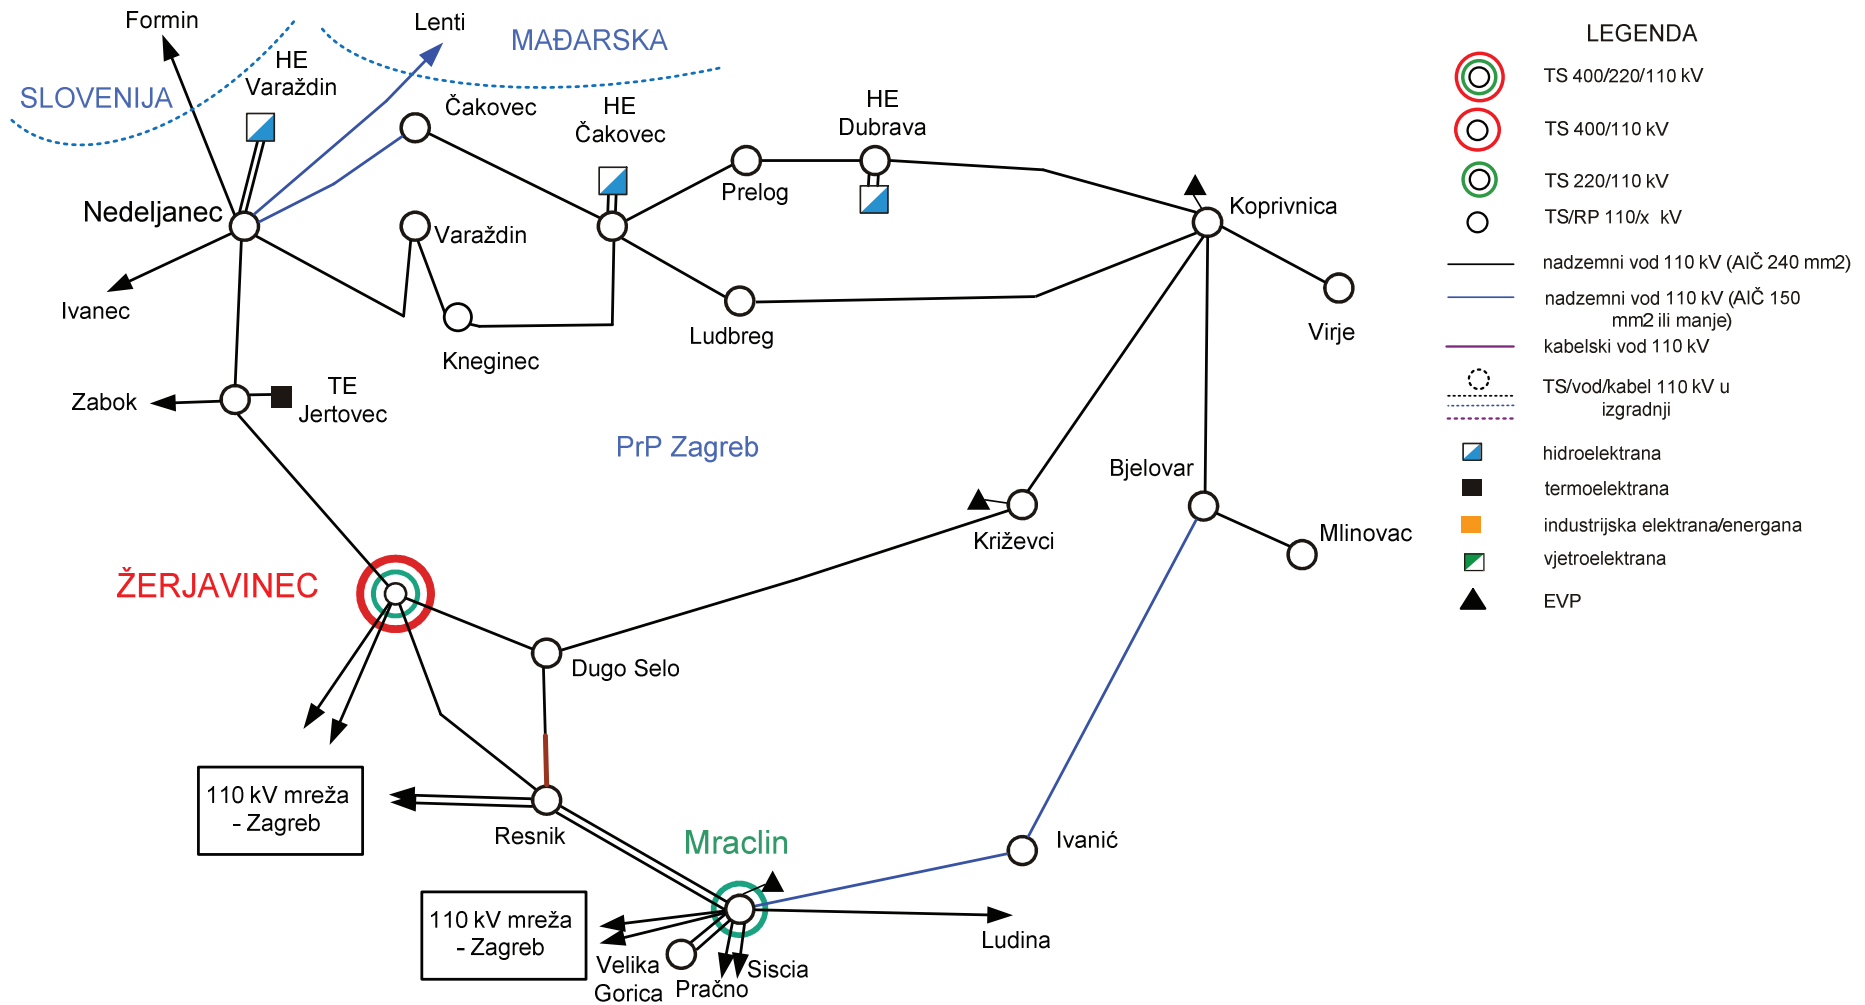 Formin
Lenti
MAĐARSKA
HE
Varaždin
SLOVENIJA
Čakovec
HE
Čakovec
HE
Dubrava
Prelog
Nedeljanec
Varaždin
Koprivnica
Ivanec
Kneginec
Ludbreg
Virje
Zabok
TE
Jertovec
PrP Zagreb
Bjelovar
Mlinovac
Križevci
ŽERJAVINEC
Dugo Selo
110 kV mreža
- Zagreb
Resnik
Mraclin
Ivanić
110 kV mreža
- Zagreb
Velika
Gorica
Pračno
Siscia
Ludina
LEGENDA
TS 400/220/110 kV
TS 400/110 kV
TS 220/110 kV
TS/RP 110/x kV
nadzemni vod 110 kV (AlČ 240 mm2)
nadzemni vod 110 kV (AlČ 150
mm2 ili manje)
kabelski vod 110 kV
TS/vod/kabel 110 kV u
izgradnji
hidroelektrana
termoelektrana
industrijska elektrana/energana
vjetroelektrana
EVP